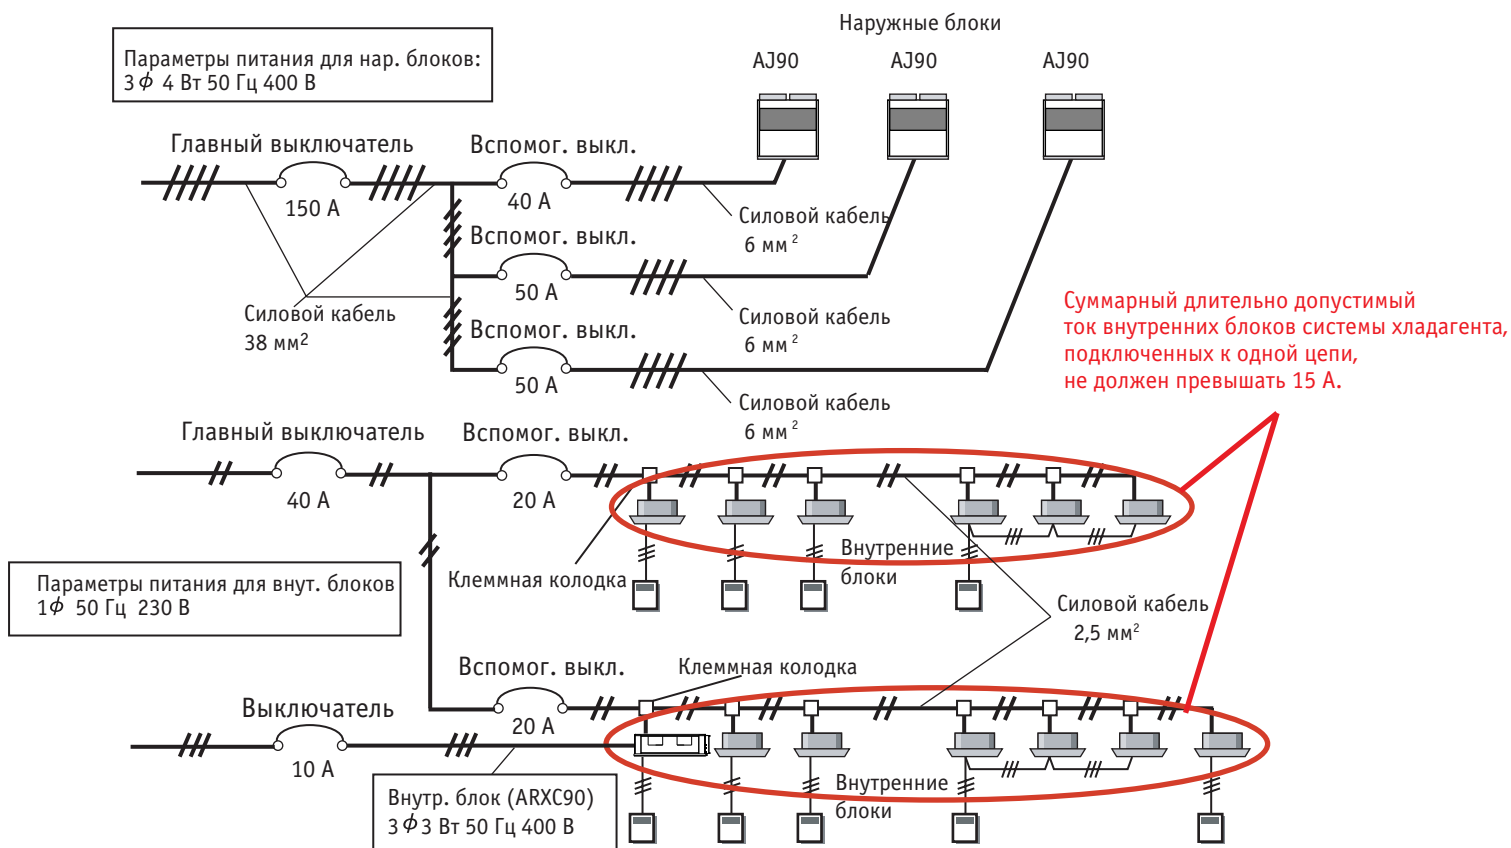 Наружные блоки
AJ90
AJ90
AJ90
Параметры питания для нар. блоков:
3ϕ 4 Вт 50 Гц 400 В
Главный выключатель
150 А
Вспомог. выкл.
40 А
Силовой кабель
6 мм²
Вспомог. выкл.
50 А
Силовой кабель
6 мм²
Силовой кабель
38 мм²
Вспомог. выкл.
50 А
Силовой кабель
6 мм²
Суммарный длительно допустимый
ток внутренних блоков системы хладагента,
подключенных к одной цепи,
не должен превышать 15 А.
Главный выключатель
40 А
Вспомог. выкл.
20 А
Клеммная колодка
Внутренние
блоки
Параметры питания для внут. блоков
1ϕ 50 Гц 230 В
Силовой кабель
2,5 мм²
Вспомог. выкл.
20 А
Клеммная колодка
Выключатель
10 А
Внутренние
блоки
Внутр. блок (ARXC90)
3ϕ3 Вт 50 Гц 400 В